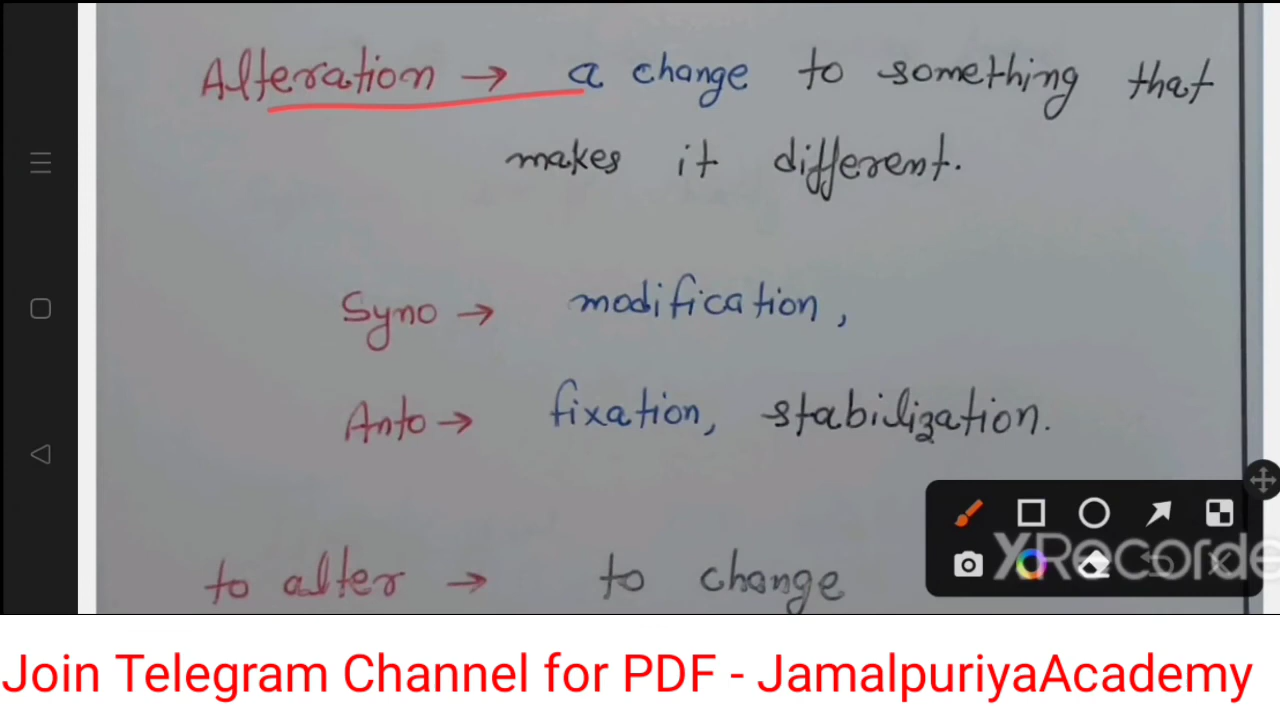 Alteration → a change to something that
makes it different.
Syno → modification,
Anto → fixation, stabilization.
to alter → to change
XRecorde
Join Telegram Channel for PDF - JamalpuriyaAcademy